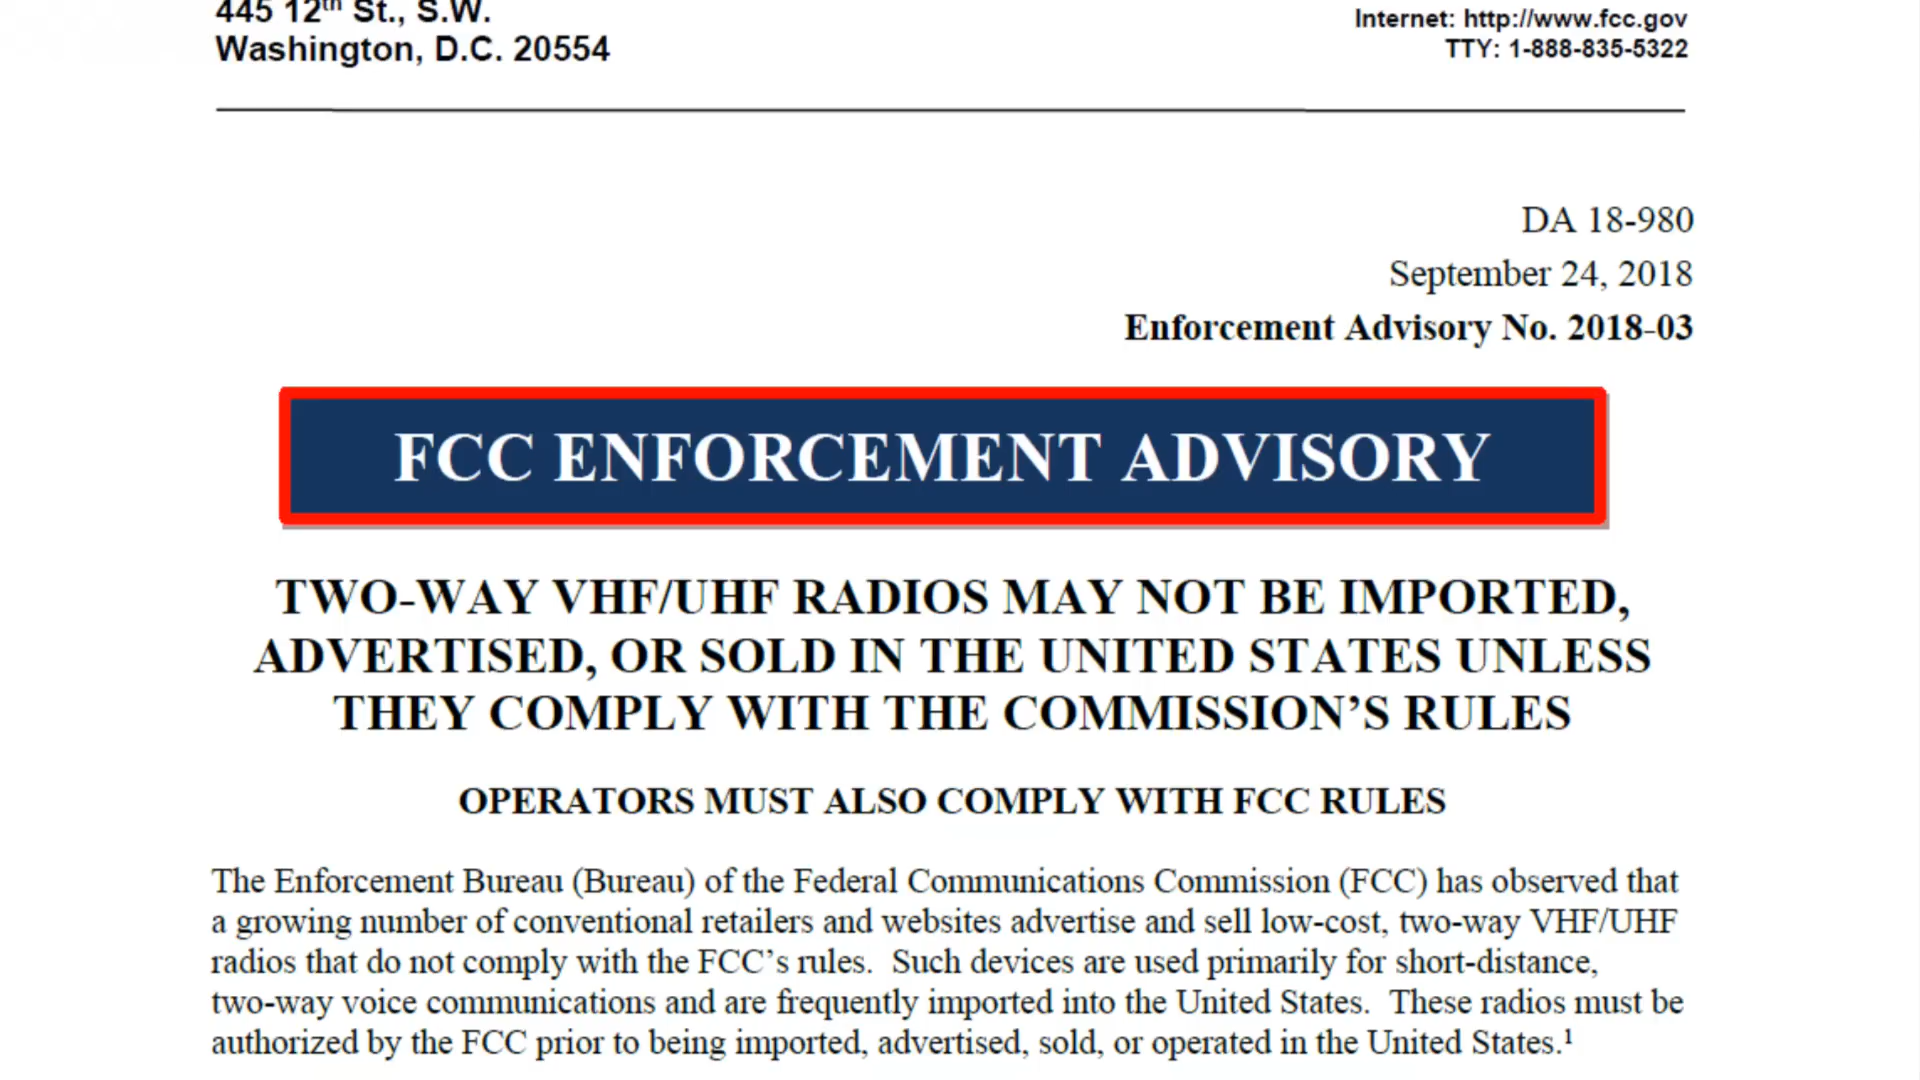 445 12th St., S.W.
Washington, D.C. 20554
Internet: http://www.fcc.gov
TTY: 1-888-835-5322
DA 18-980
September 24, 2018
Enforcement Advisory No. 2018-03
FCC ENFORCEMENT ADVISORY
TWO-WAY VHF/UHF RADIOS MAY NOT BE IMPORTED,
ADVERTISED, OR SOLD IN THE UNITED STATES UNLESS
THEY COMPLY WITH THE COMMISSION’S RULES
OPERATORS MUST ALSO COMPLY WITH FCC RULES
The Enforcement Bureau (Bureau) of the Federal Communications Commission (FCC) has observed that
a growing number of conventional retailers and websites advertise and sell low-cost, two-way VHF/UHF
radios that do not comply with the FCC’s rules.  Such devices are used primarily for short-distance,
two-way voice communications and are frequently imported into the United States.  These radios must be
authorized by the FCC prior to being imported, advertised, sold, or operated in the United States.¹